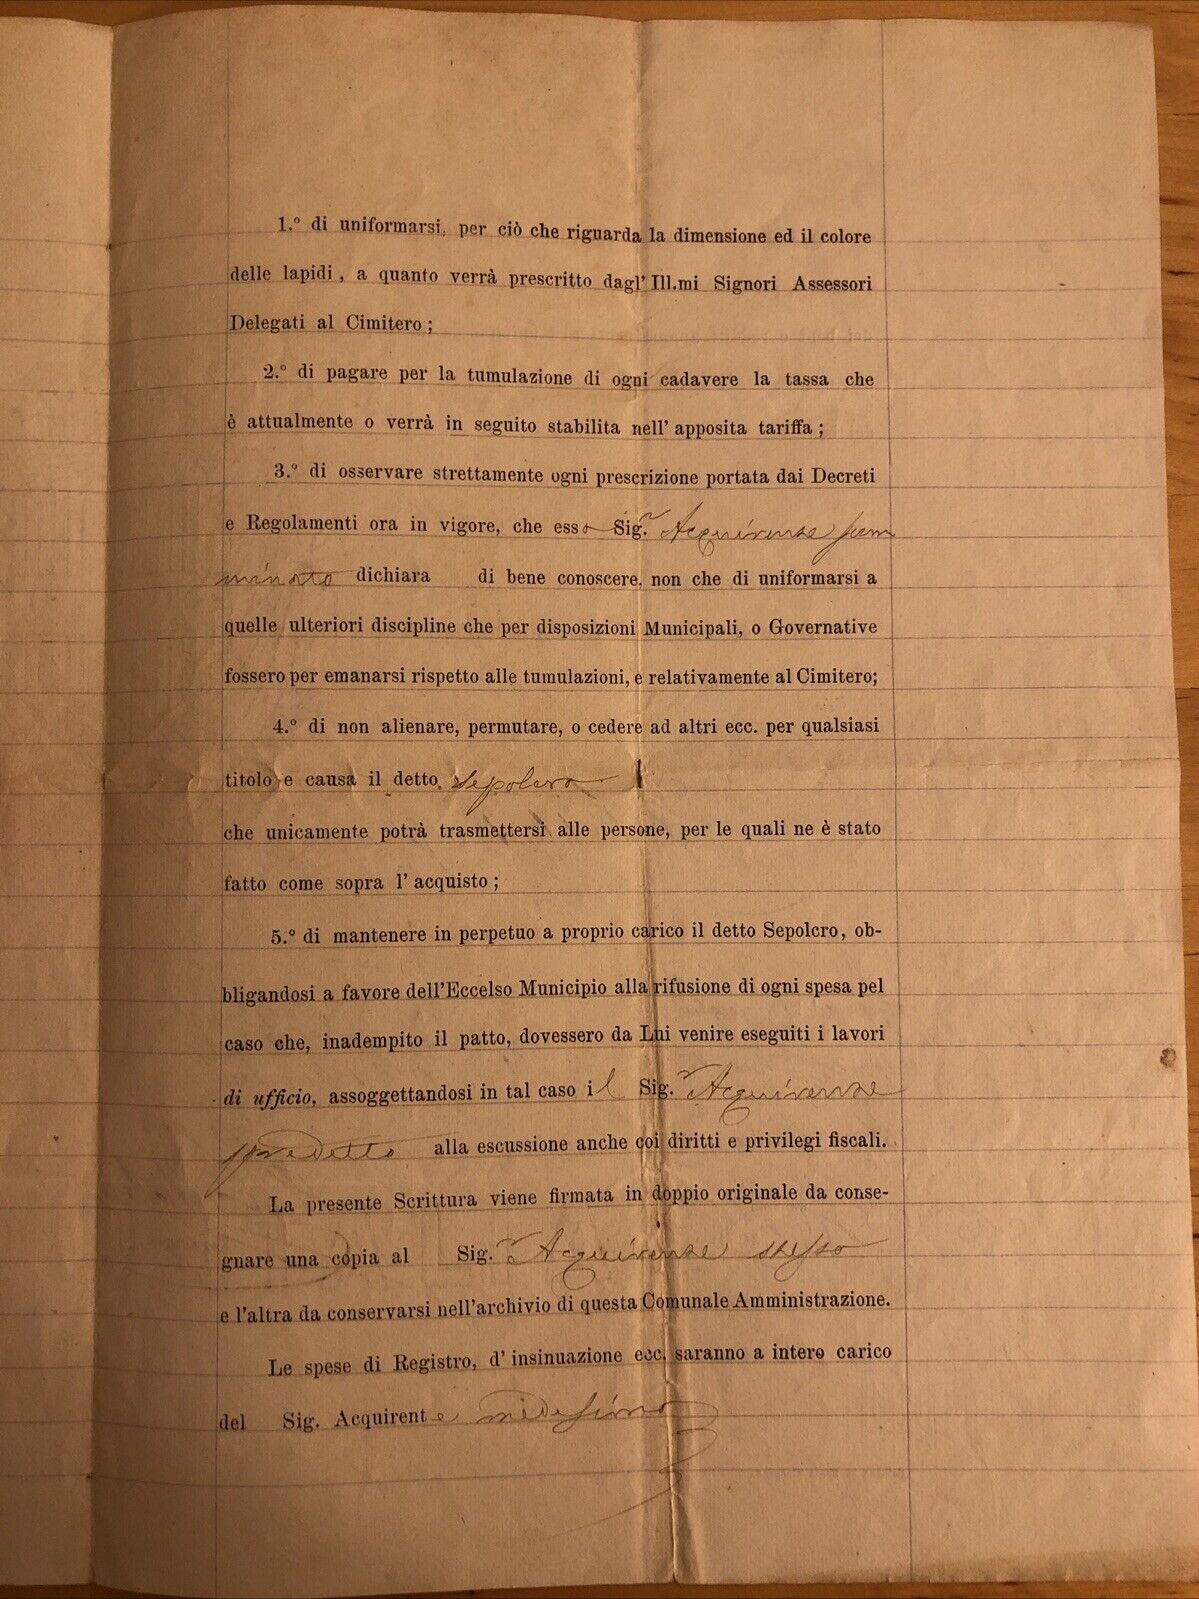 1.º di uniformarsi, per ciò che riguarda la dimensione ed il colore
delle lapidi, a quanto verrà prescritto dagl' Ill.mi Signori Assessori
Delegati al Cimitero;
2.º di pagare per la tumulazione di ogni cadavere la tassa che
è attualmente o verrà in seguito stabilita nell' apposita tariffa;
3.º di osservare strettamente ogni prescrizione portata dai Decreti
e Regolamenti ora in vigore, che esso Sig.r Acquirente
minato dichiara di bene conoscere, non che di uniformarsi a
quelle ulteriori discipline che per disposizioni Municipali, o Governative
fossero per emanarsi rispetto alle tumulazioni, e relativamente al Cimitero;
4.º di non alienare, permutare, o cedere ad altri ecc. per qualsiasi
titolo e causa il detto sepolcro
che unicamente potrà trasmettersi alle persone, per le quali ne è stato
fatto come sopra l' acquisto;
5.º di mantenere in perpetuo a proprio carico il detto Sepolcro, ob-
bligandosi a favore dell'Eccelso Municipio alla rifusione di ogni spesa pel
caso che, inadempito il patto, dovessero da Lui venire eseguiti i lavori
di ufficio, assoggettandosi in tal caso il Sig.r Acquirente
predetto alla escussione anche coi diritti e privilegi fiscali.
La presente Scrittura viene firmata in doppio originale da conse-
gnare una copia al Sig.r Acquirente stesso
e l'altra da conservarsi nell'archivio di questa Comunale Amministrazione.
Le spese di Registro, d' insinuazione ecc. saranno a intero carico
del Sig. Acquirente medesimo